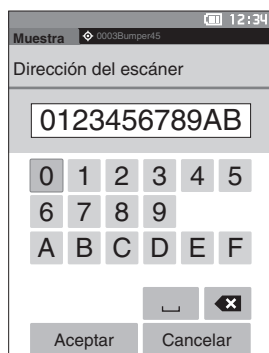 12:34
Muestra 0003Bumper45
Dirección del escáner
0123456789AB
0 1 2 3 4 5
6 7 8 9
A B C D E F
Aceptar Cancelar